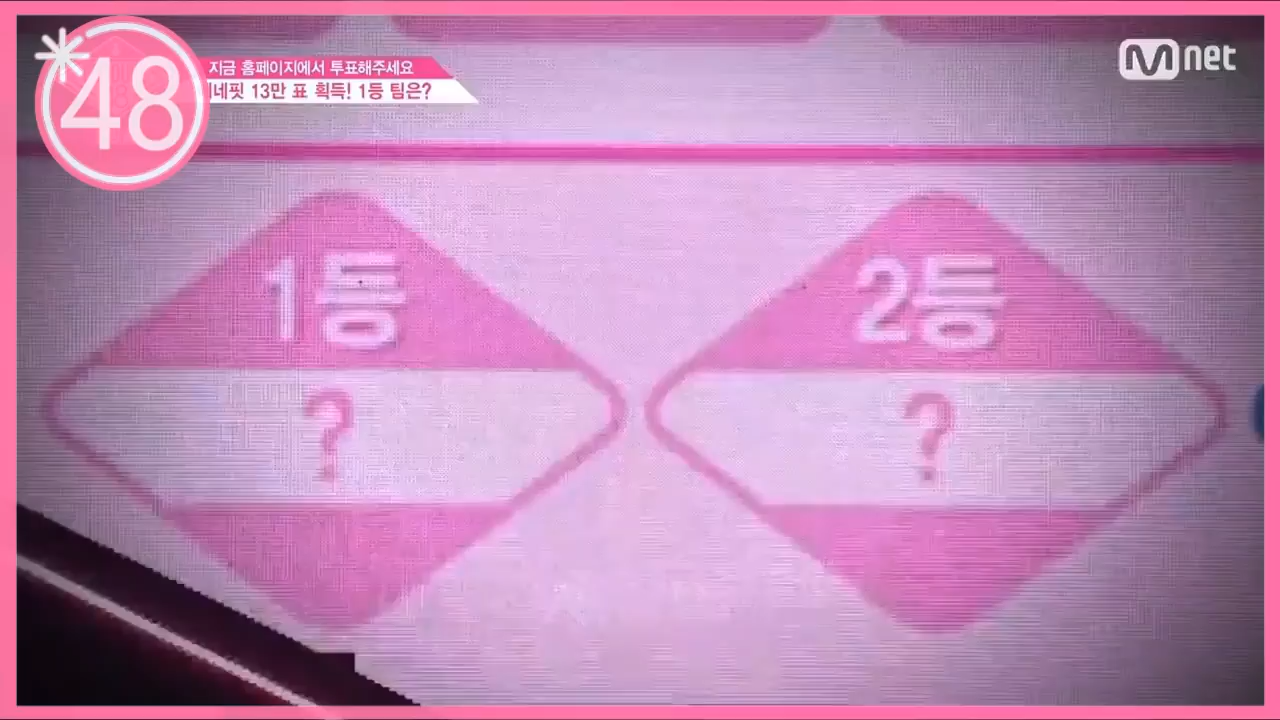 48
지금 홈페이지에서 투표해주세요
네핏 13만 표 획득! 1등 팀은?
Mnet
1등
?
2등
?